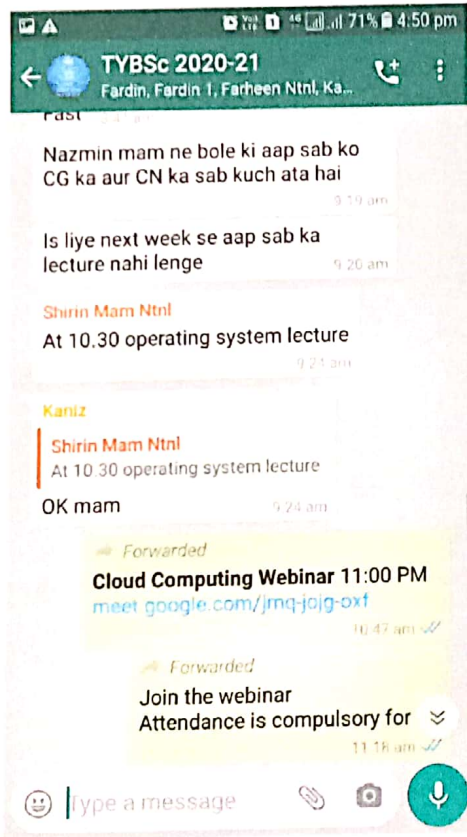 4G 71% 4:50 pm
TYBSc 2020-21
Fardin, Fardin 1, Farheen Ntnl, Ka...
Fast
Nazmin mam ne bole ki aap sab ko
CG ka aur CN ka sab kuch ata hai
9:19 am
Is liye next week se aap sab ka
lecture nahi lenge 9:20 am
Shirin Mam Ntnl
At 10.30 operating system lecture
9:21 am
Kaniz
Shirin Mam Ntnl
At 10.30 operating system lecture
OK mam 9:24 am
Forwarded
Cloud Computing Webinar 11:00 PM
meet.google.com/jmq-jojg-oxf
10:47 am
Forwarded
Join the webinar
Attendance is compulsory for
11:18 am
Type a message